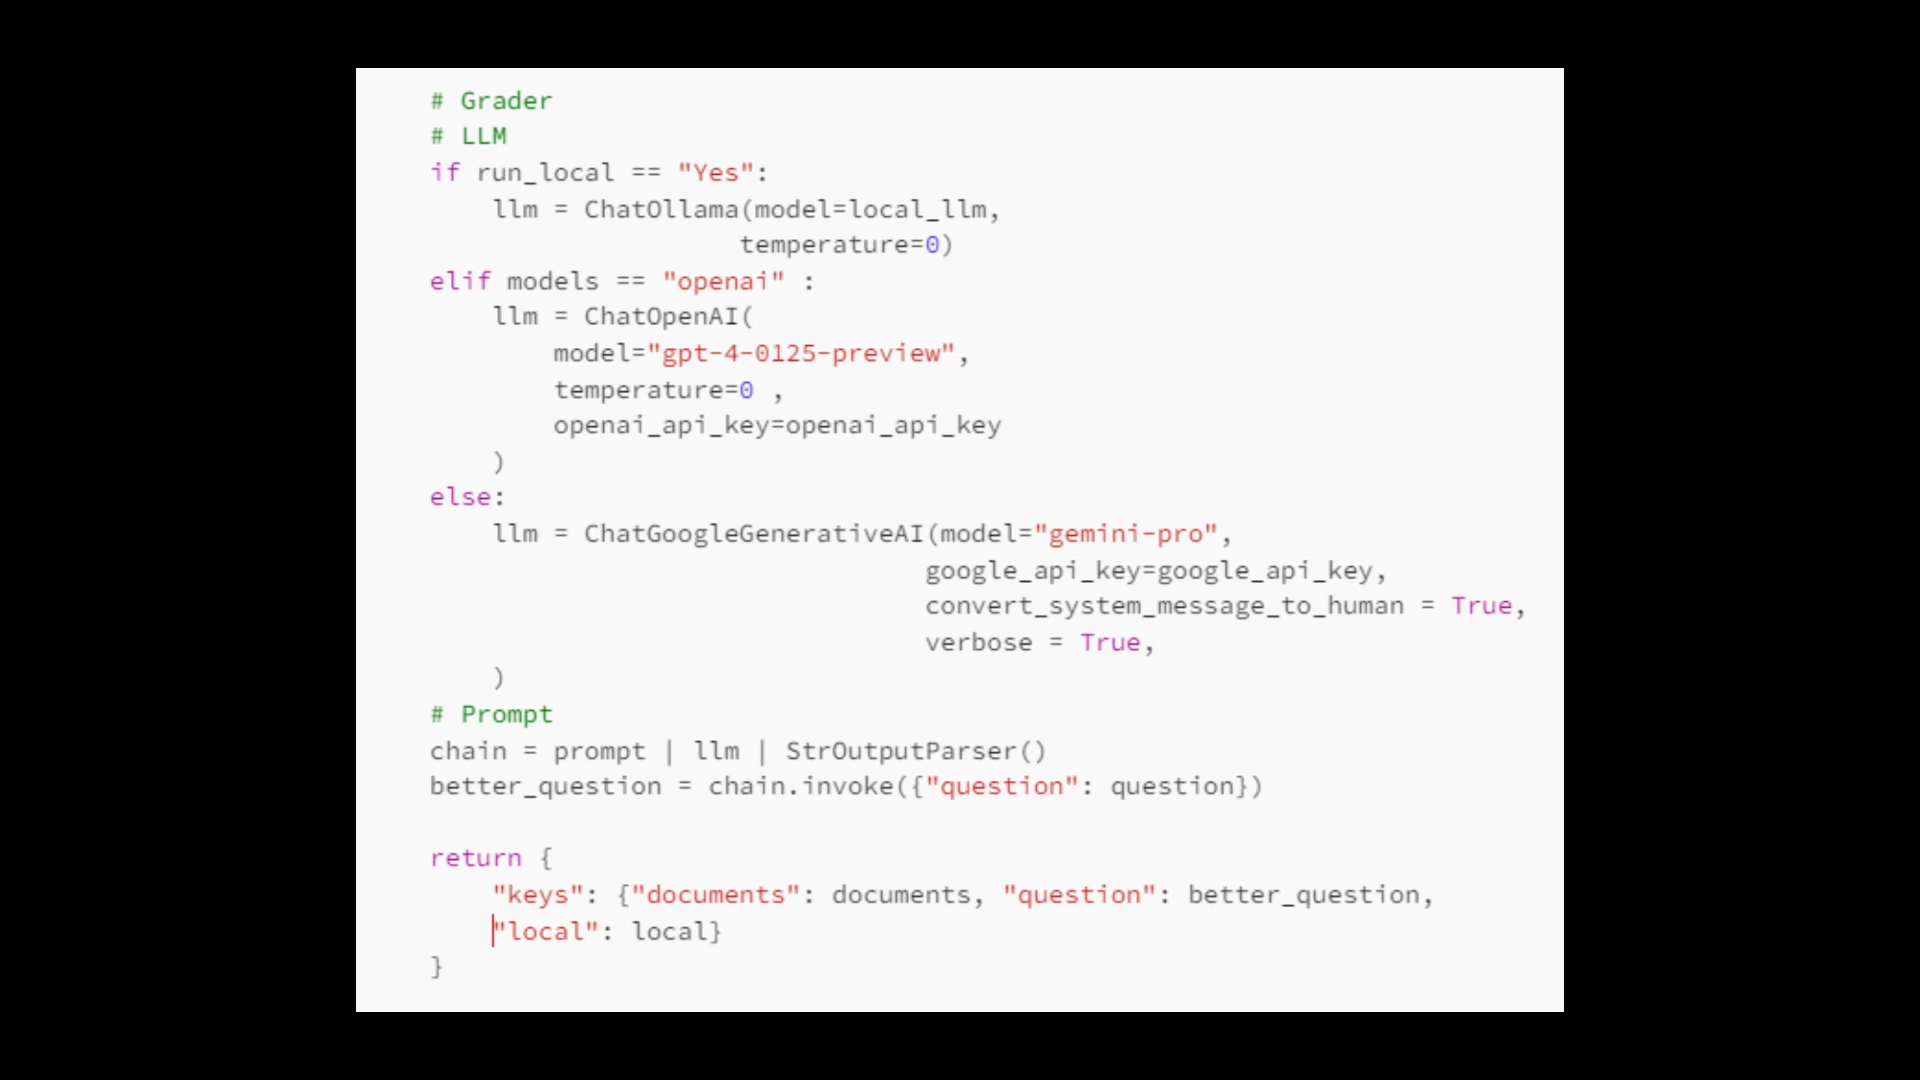 # Grader
# LLM
if run_local == "Yes":
    llm = ChatOllama(model=local_llm,
                    temperature=0)
elif models == "openai" :
    llm = ChatOpenAI(
        model="gpt-4-0125-preview",
        temperature=0 ,
        openai_api_key=openai_api_key
    )
else:
    llm = ChatGoogleGenerativeAI(model="gemini-pro",
                                google_api_key=google_api_key,
                                convert_system_message_to_human = True,
                                verbose = True,
    )
# Prompt
chain = prompt | llm | StrOutputParser()
better_question = chain.invoke({"question": question})

return {
    "keys": {"documents": documents, "question": better_question,
    "local": local}
}